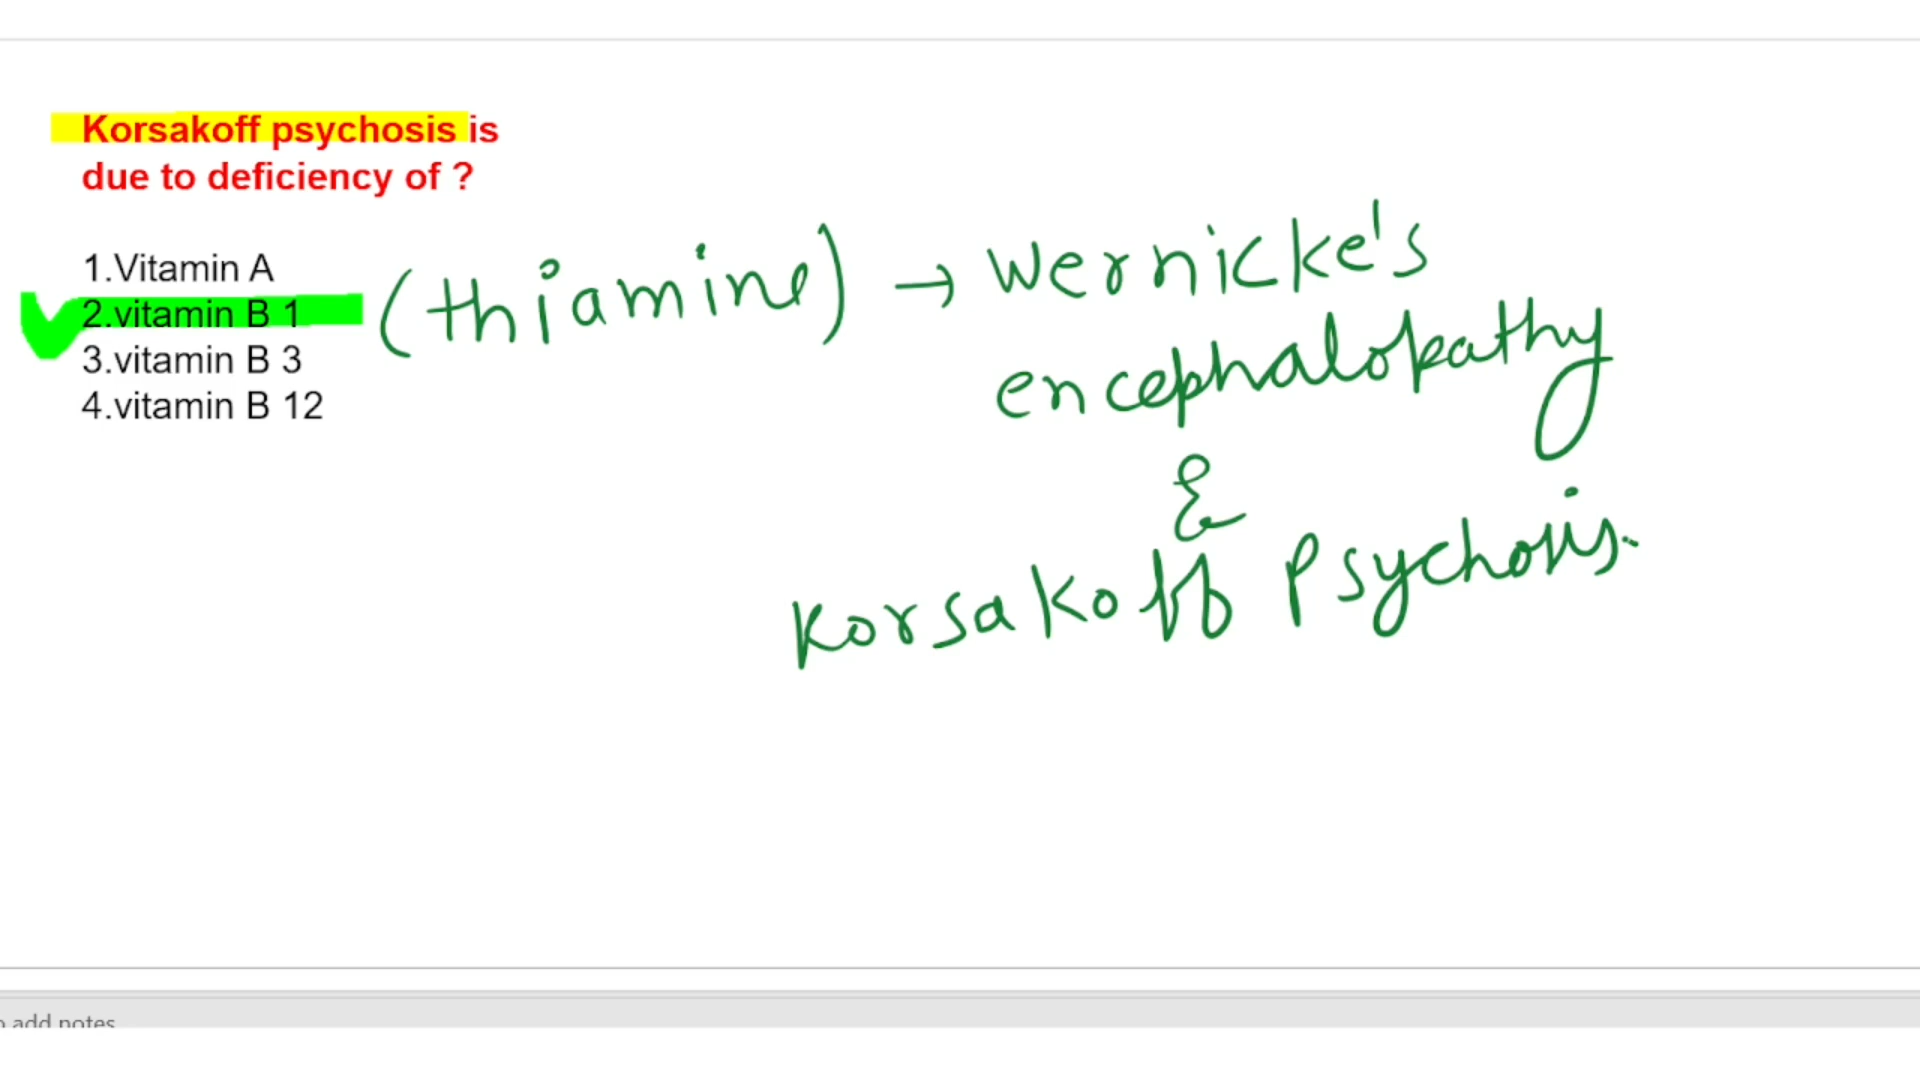 Korsakoff psychosis is
due to deficiency of ?
1.Vitamin A
2.vitamin B 1
3.vitamin B 3
4.vitamin B 12
(thiamine) → Wernicke's
encephalopathy
&
Korsakoff Psychosis.
add notes